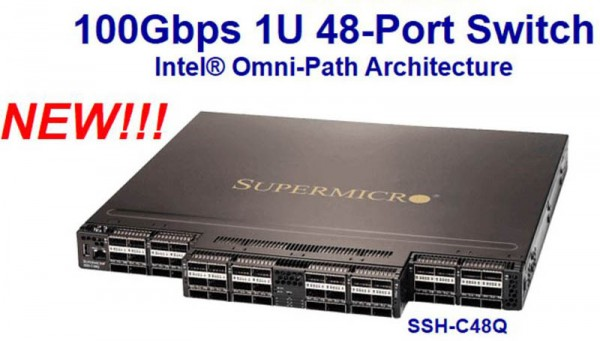 100Gbps 1U 48-Port Switch
Intel® Omni-Path Architecture
NEW!!!
SUPERMICRO
SSH-C48Q